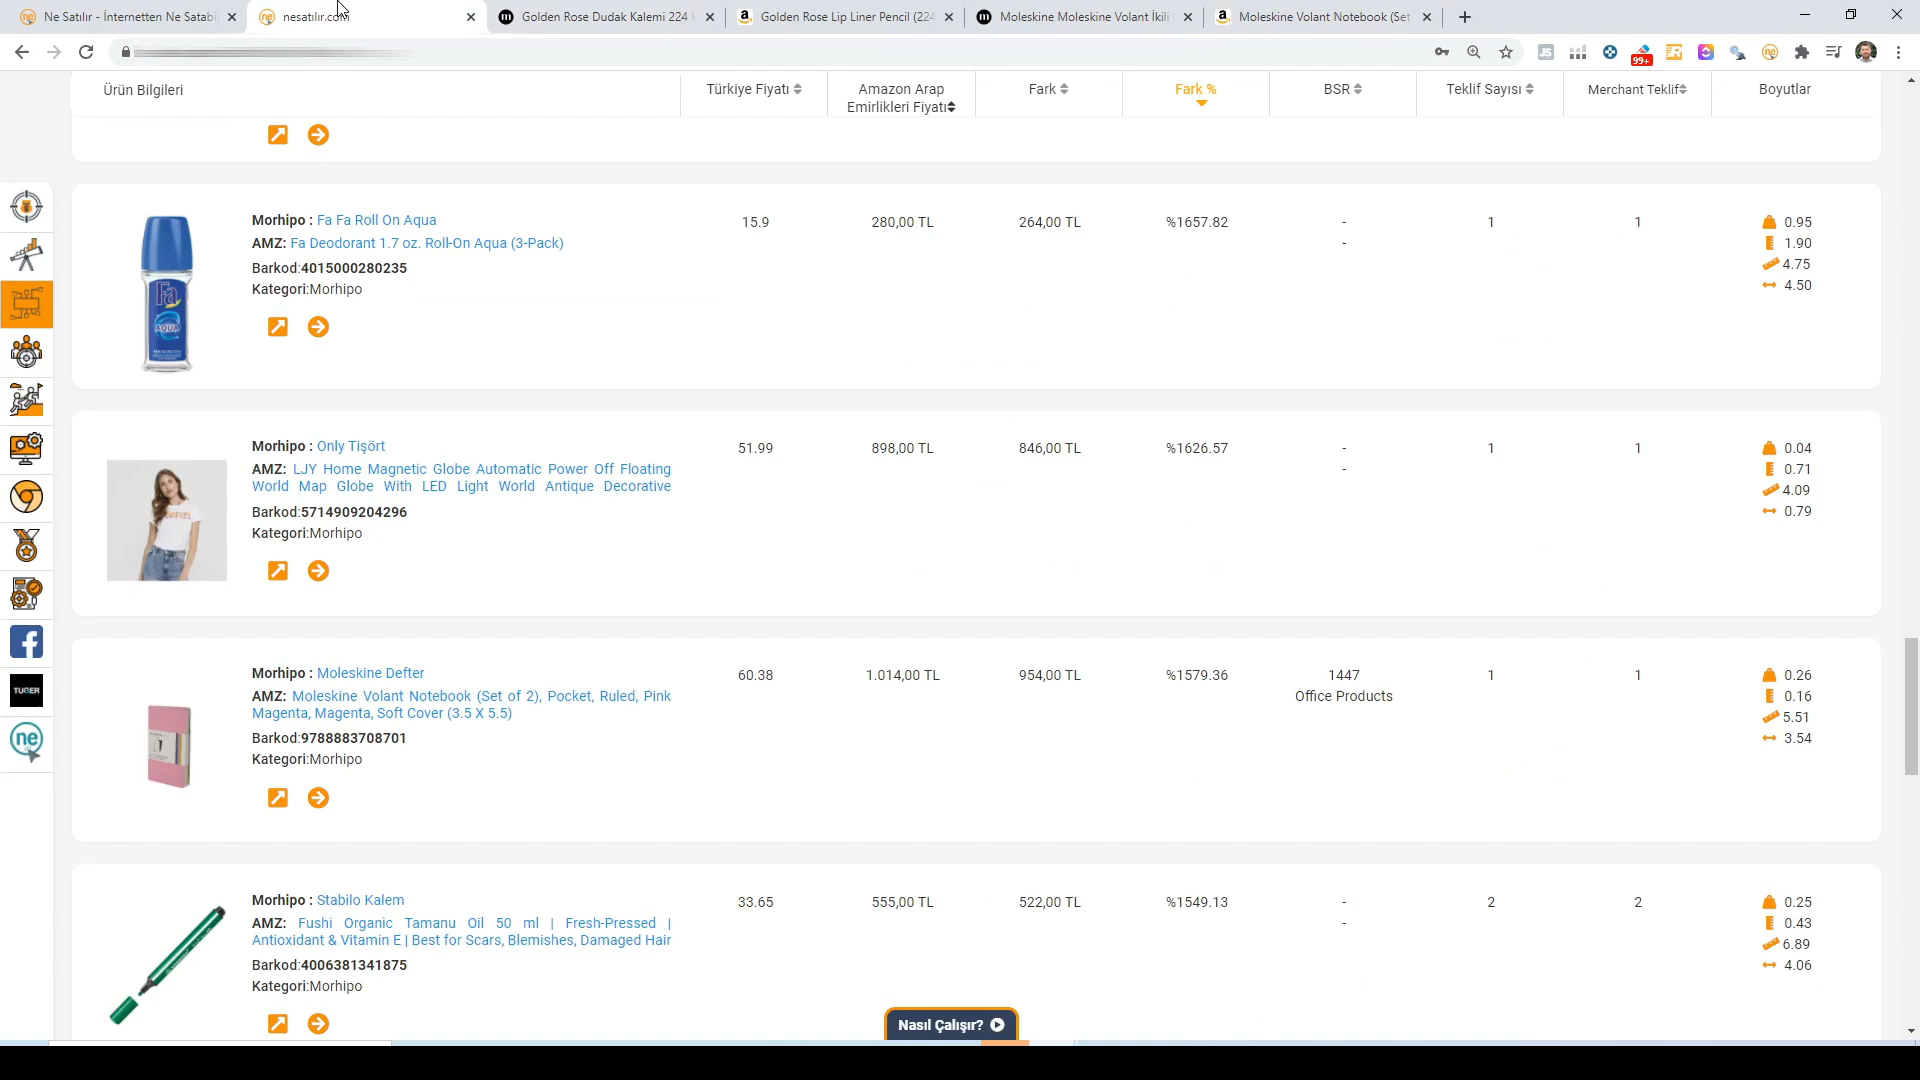 Ne Satılır - İnternetten Ne Satabi
nesatılır.com
Golden Rose Dudak Kalemi 224
Golden Rose Lip Liner Pencil (224
Moleskine Moleskine Volant İkili
Moleskine Volant Notebook (Set
99+
Ürün Bilgileri
Türkiye Fiyatı
Amazon Arap
Emirlikleri Fiyatı
Fark
Fark %
BSR
Teklif Sayısı
Merchant Teklif
Boyutlar
Morhipo : Fa Fa Roll On Aqua
AMZ: Fa Deodorant 1.7 oz. Roll-On Aqua (3-Pack)
Barkod:4015000280235
Kategori:Morhipo
15.9
280,00 TL
264,00 TL
%1657.82
-
-
1
1
0.95
1.90
4.75
4.50
Morhipo : Only Tişört
AMZ: LJY Home Magnetic Globe Automatic Power Off Floating
World Map Globe With LED Light World Antique Decorative
Barkod:5714909204296
Kategori:Morhipo
51.99
898,00 TL
846,00 TL
%1626.57
-
-
1
1
0.04
0.71
4.09
0.79
Morhipo : Moleskine Defter
AMZ: Moleskine Volant Notebook (Set of 2), Pocket, Ruled, Pink
Magenta, Magenta, Soft Cover (3.5 X 5.5)
Barkod:9788883708701
Kategori:Morhipo
60.38
1.014,00 TL
954,00 TL
%1579.36
1447
Office Products
1
1
0.26
0.16
5.51
3.54
Morhipo : Stabilo Kalem
AMZ: Fushi Organic Tamanu Oil 50 ml | Fresh-Pressed |
Antioxidant & Vitamin E | Best for Scars, Blemishes, Damaged Hair
Barkod:4006381341875
Kategori:Morhipo
33.65
555,00 TL
522,00 TL
%1549.13
-
-
2
2
0.25
0.43
6.89
4.06
Nasıl Çalışır?
Fa
AQUA
TUGER
ne